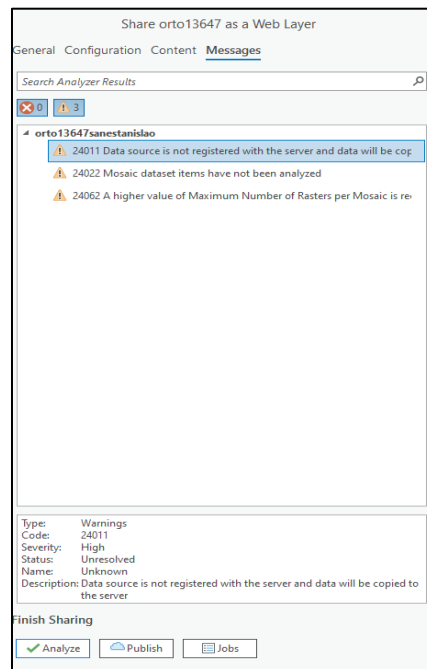 Share orto13647 as a Web Layer
General Configuration Content Messages
Search Analyzer Results
0 3
orto13647sanestanislao
24011 Data source is not registered with the server and data will be cop
24022 Mosaic dataset items have not been analyzed
24062 A higher value of Maximum Number of Rasters per Mosaic is re
Type: Warnings
Code: 24011
Severity: High
Status: Unresolved
Name: Unknown
Description: Data source is not registered with the server and data will be copied to
the server
Finish Sharing
Analyze Publish Jobs